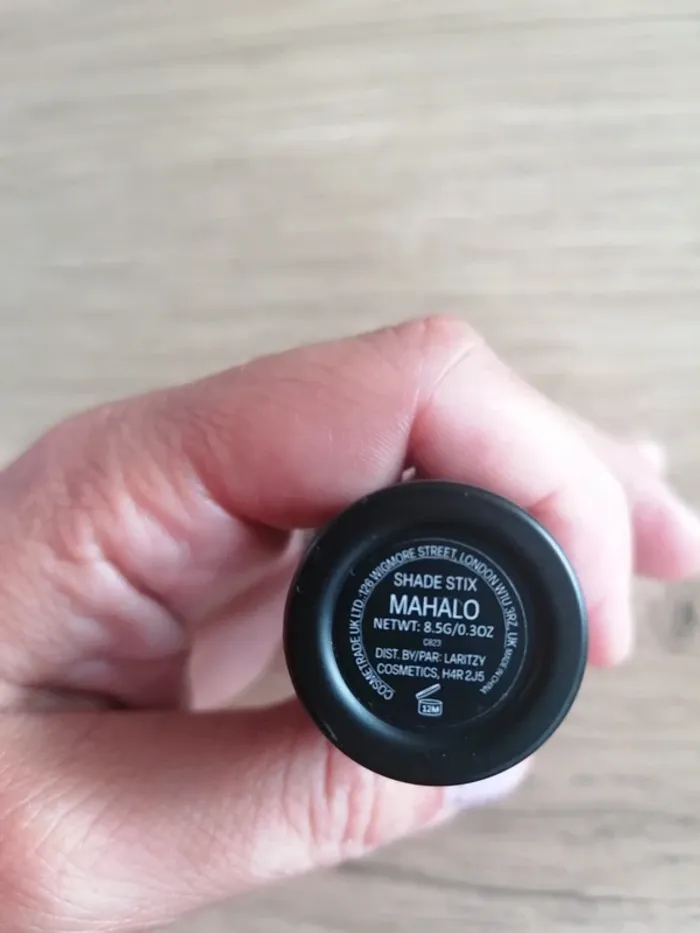 COSMETRADE UK LTD. 126 WIGMORE STREET, LONDON W1U 3RZ, UK MADE IN CHINA
SHADE STIX
MAHALO
NETWT: 8.5G/0.3OZ
C823
DIST. BY/PAR: LARITZY
COSMETICS, H4R 2J5
12M